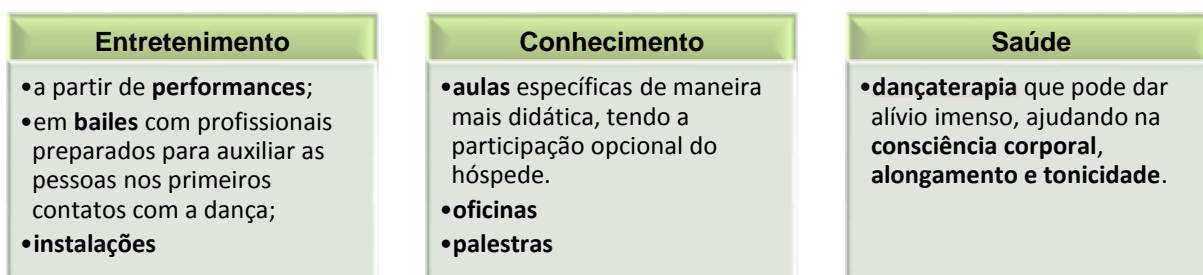 Entretenimento
•a partir de performances;
•em bailes com profissionais
preparados para auxiliar as
pessoas nos primeiros
contatos com a dança;
•instalações
Conhecimento
•aulas específicas de maneira
mais didática, tendo a
participação opcional do
hóspede.
•oficinas
•palestras
Saúde
•dançaterapia que pode dar
alívio imenso, ajudando na
consciência corporal,
alongamento e tonicidade.